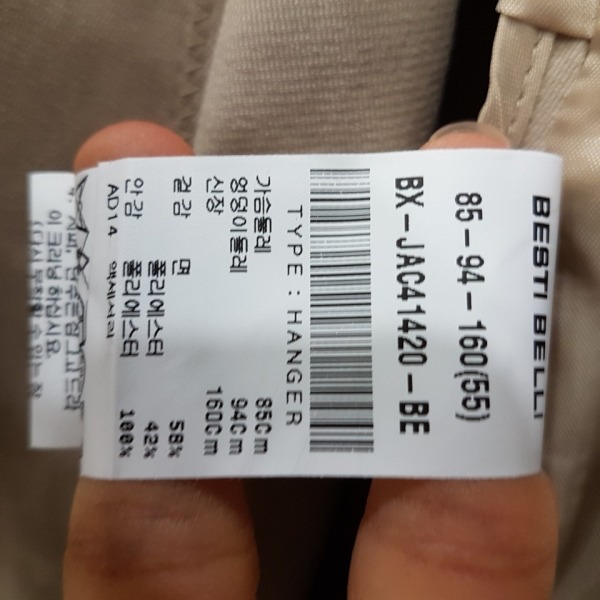 BESTI BELLI
85-94-160(55)
BX-JAC41420-BE
TYPE : HANGER
가슴둘레 85Cm
엉덩이둘레 94Cm
신장 160Cm
겉감 면 58%
폴리에스터 42%
안감 폴리에스터 100%
AD14